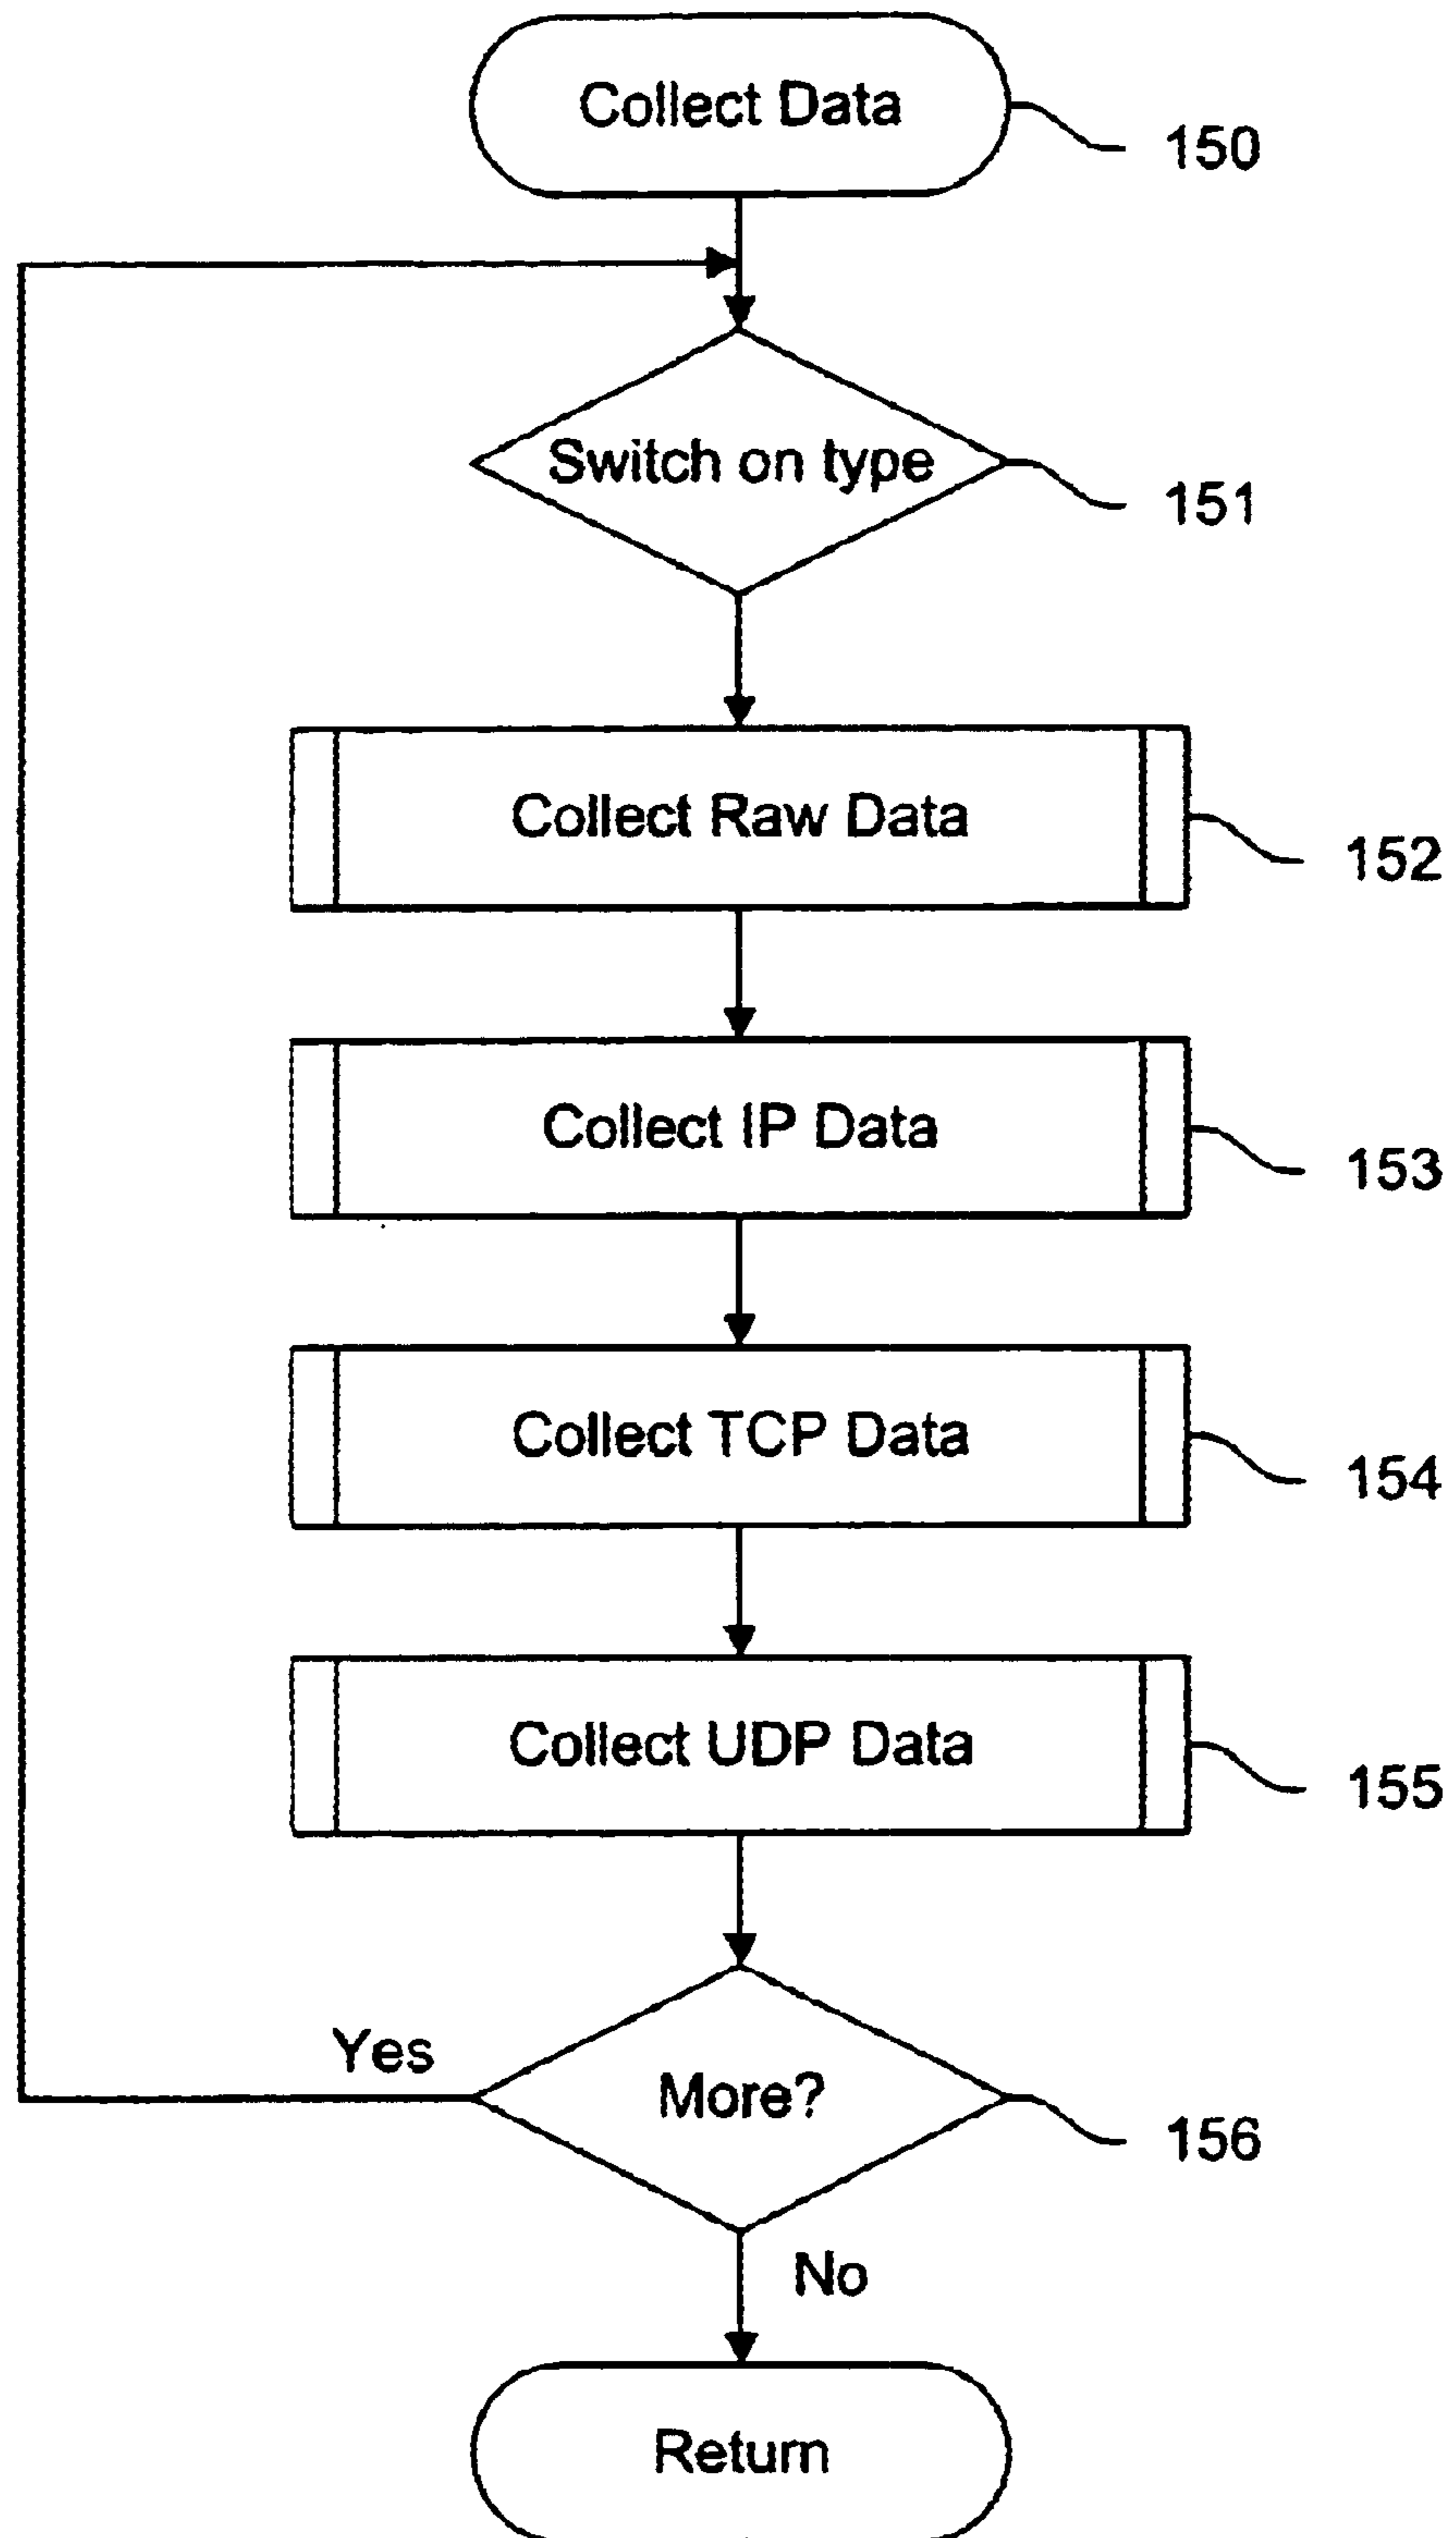 Collect Data
150
Switch on type
151
Collect Raw Data
152
Collect IP Data
153
Collect TCP Data
154
Collect UDP Data
155
Yes
More?
156
No
Return